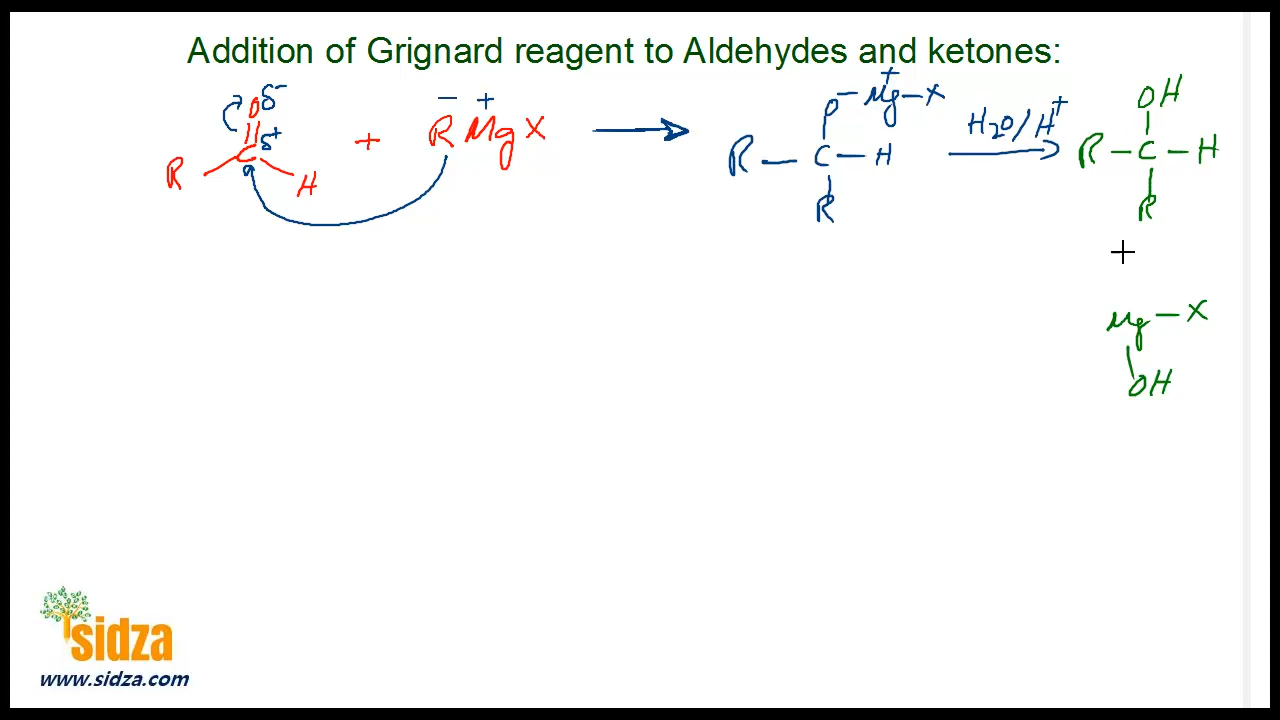 Addition of Grignard reagent to Aldehydes and ketones:
O δ- C δ+ R H + R- Mg+ X → R - C - H O- Mg+ - X R H2O/H+ OH R - C - H R
+
Mg - X
OH
sidza
www.sidza.com